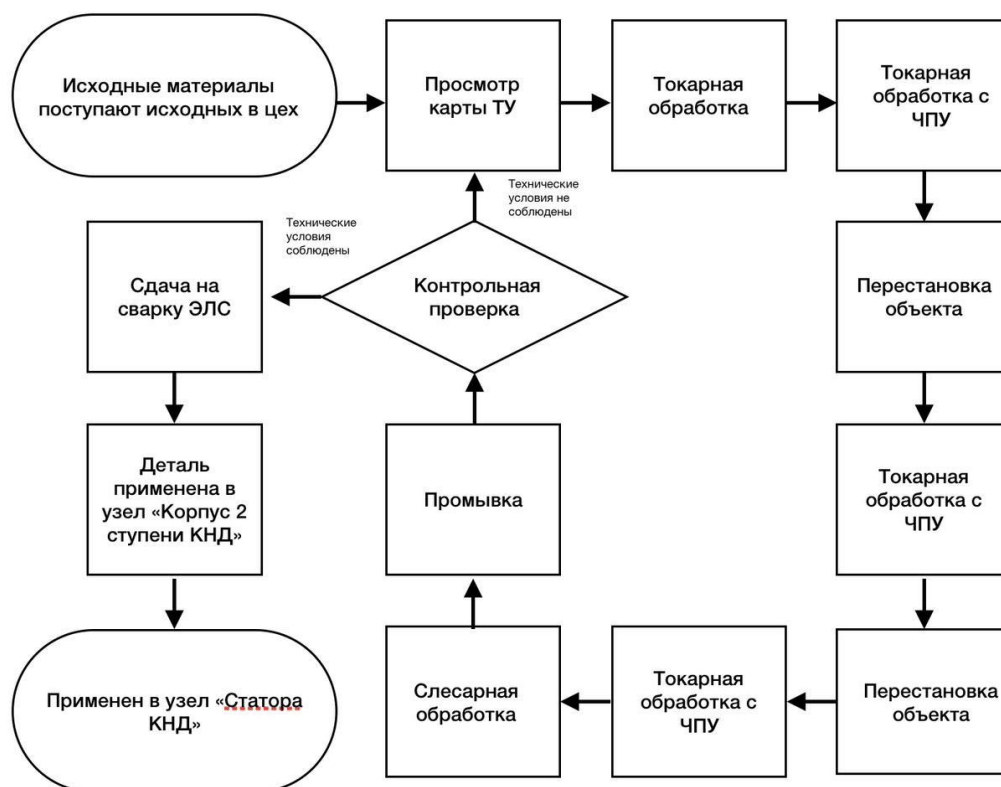 Исходные материалы
поступают исходных в цех
Просмотр
карты ТУ
Токарная
обработка
Токарная
обработка с
ЧПУ
Перестановка
объекта
Токарная
обработка с
ЧПУ
Перестановка
объекта
Токарная
обработка с
ЧПУ
Слесарная
обработка
Промывка
Контрольная
проверка
Технические
условия не
соблюдены
Технические
условия
соблюдены
Сдача на
сварку ЭЛС
Деталь
применена в
узел «Корпус 2
ступени КНД»
Применен в узел «Статора
КНД»